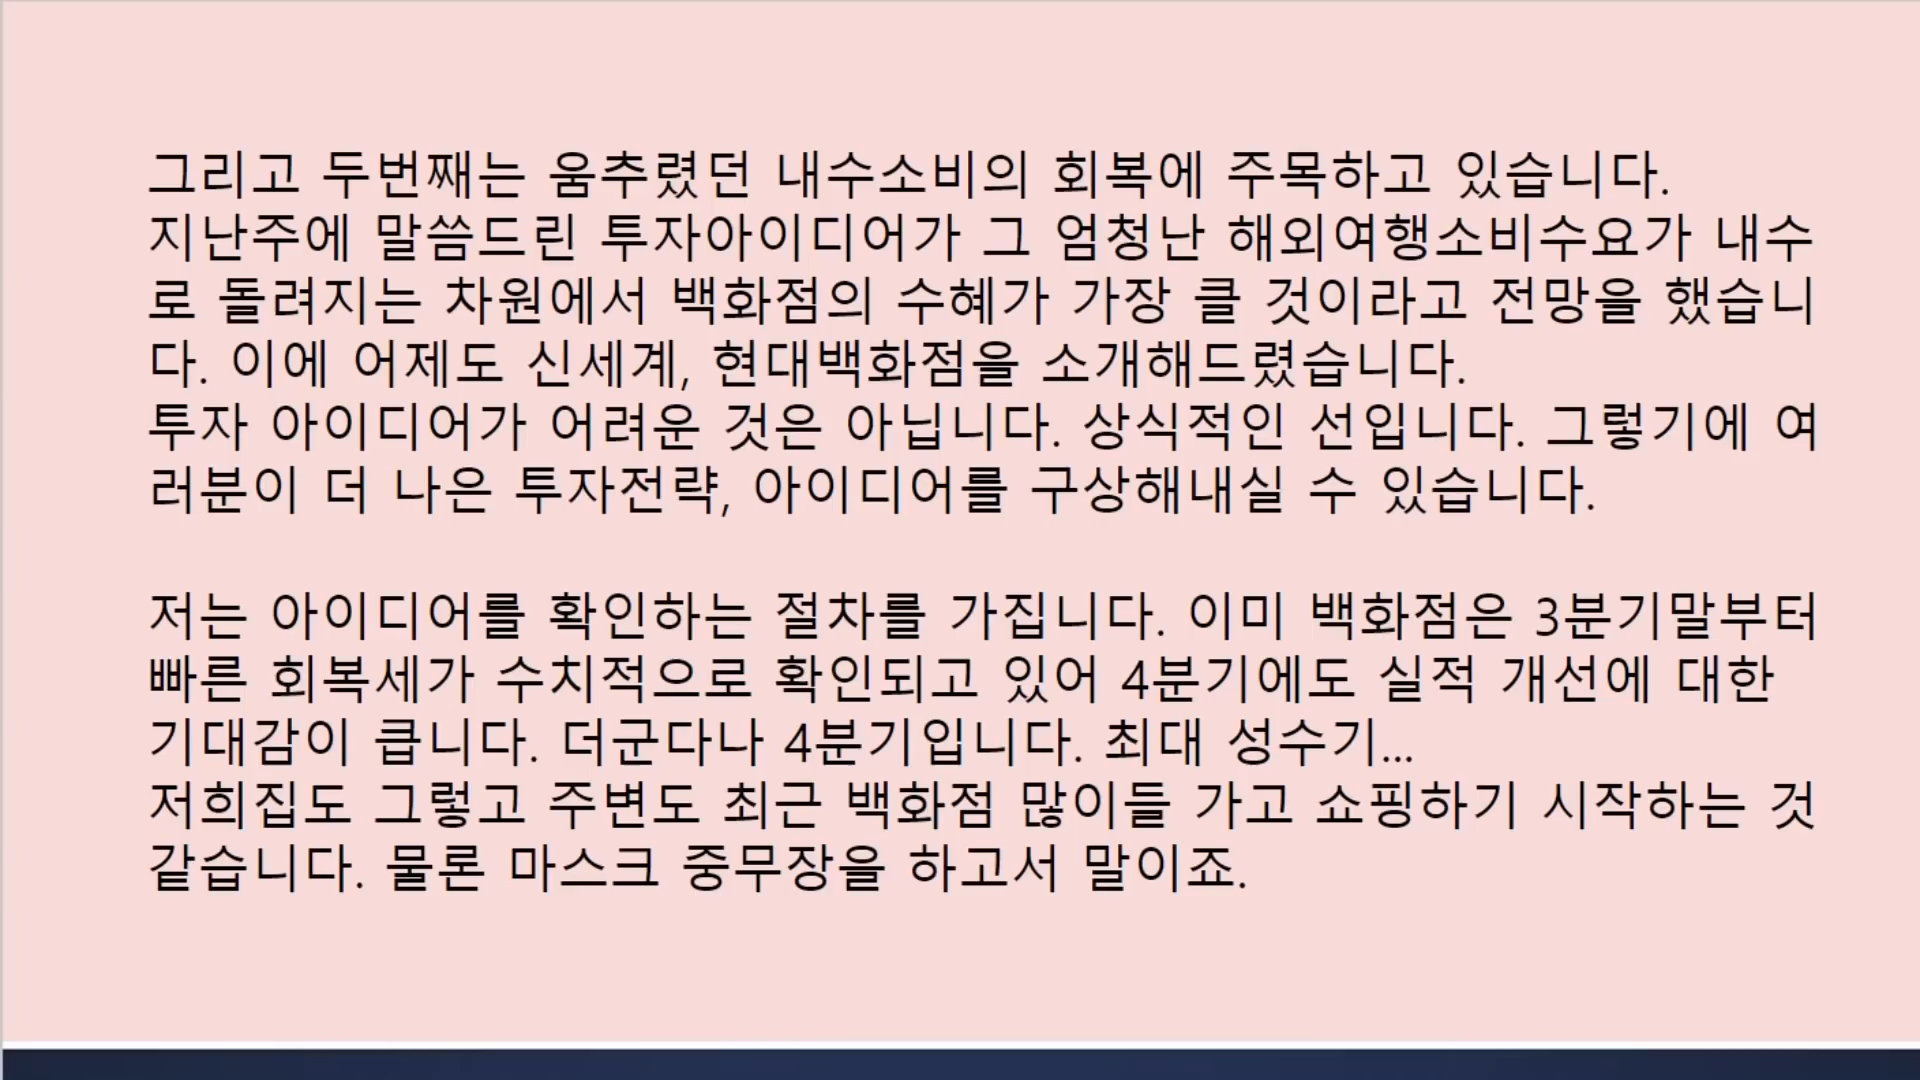 그리고 두번째는 움추렸던 내수소비의 회복에 주목하고 있습니다.
지난주에 말씀드린 투자아이디어가 그 엄청난 해외여행소비수요가 내수
로 돌려지는 차원에서 백화점의 수혜가 가장 클 것이라고 전망을 했습니
다. 이에 어제도 신세계, 현대백화점을 소개해드렸습니다.
투자 아이디어가 어려운 것은 아닙니다. 상식적인 선입니다. 그렇기에 여
러분이 더 나은 투자전략, 아이디어를 구상해내실 수 있습니다.
저는 아이디어를 확인하는 절차를 가집니다. 이미 백화점은 3분기말부터
빠른 회복세가 수치적으로 확인되고 있어 4분기에도 실적 개선에 대한
기대감이 큽니다. 더군다나 4분기입니다. 최대 성수기...
저희집도 그렇고 주변도 최근 백화점 많이들 가고 쇼핑하기 시작하는 것
같습니다. 물론 마스크 중무장을 하고서 말이죠.